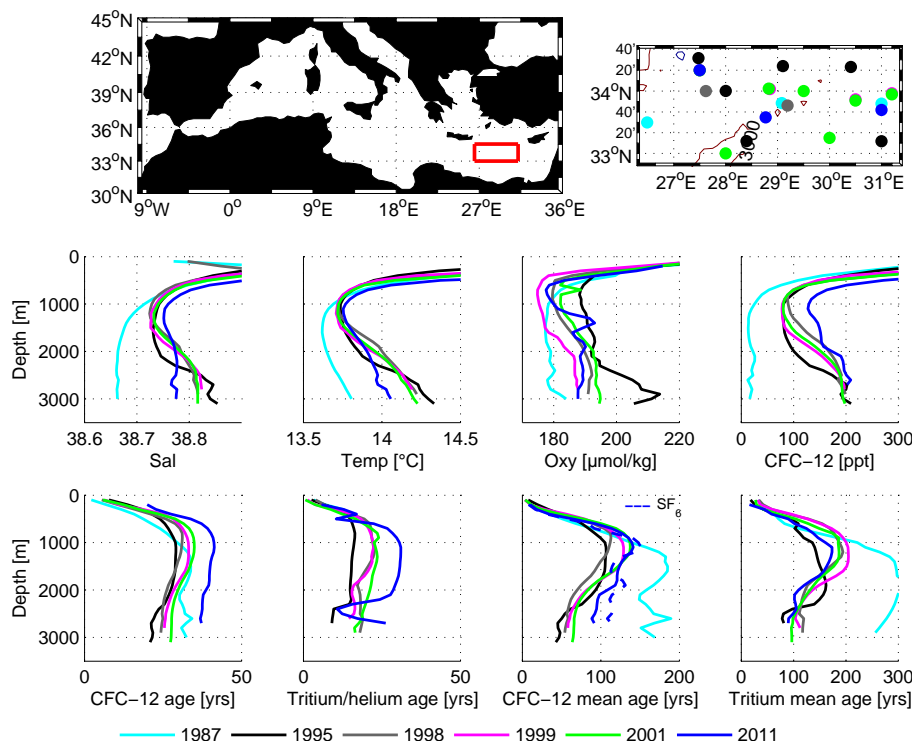 45°N
42°N
39°N
36°N
33°N
30°N
9°W 0° 9°E 18°E 27°E 36°E
40'
20'
34°N
40'
20'
33°N
3000
27°E 28°E 29°E 30°E 31°E
0
1000
2000
3000
Depth [m]
38.6 38.7 38.8
Sal
13.5 14 14.5
Temp [°C]
180 200 220
Oxy [µmol/kg]
0 100 200 300
CFC−12 [ppt]
0
1000
2000
3000
Depth [m]
0 50
CFC−12 age [yrs]
0 50
Tritium/helium age [yrs]
SF6
0 100 200
CFC−12 mean age [yrs]
0 100 200 300
Tritium mean age [yrs]
1987 1995 1998 1999 2001 2011